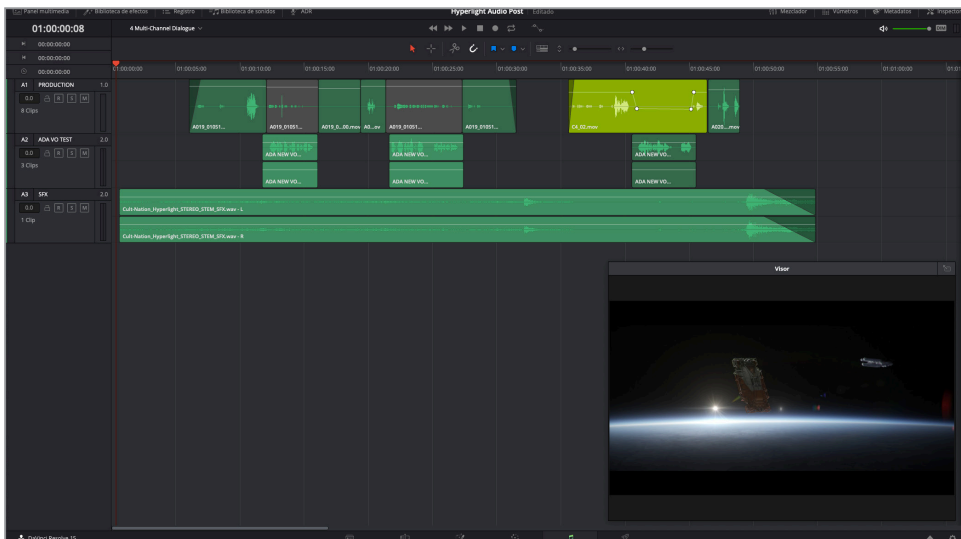 Panel multimedia Biblioteca de efectos Registro Biblioteca de sonidos ADR Hyperlight Audio Post Editado Mezclador Vúmetros Metadatos Inspector
01:00:00:08 4 Multi-Channel Dialogue DIM
00:00:00:00
00:00:00:00
00:00:00:00
01:00:00:00 01:00:05:00 01:00:10:00 01:00:15:00 01:00:20:00 01:00:25:00 01:00:30:00 01:00:35:00 01:00:40:00 01:00:45:00 01:00:50:00 01:00:55:00 01:01:00:00
A1 PRODUCTION 1.0
0.0 R S M
8 Clips
A019_01051... A019_01051... A019_0...00.mov A0...ov A019_01051... A019_01051... E4_02.mov A020....mov
A2 ADA VO TEST 2.0
0.0 R S M
3 Clips
ADA NEW VO... ADA NEW VO... ADA NEW VO...
ADA NEW VO... ADA NEW VO... ADA NEW VO...
A3 SFX 2.0
0.0 R S M
1 Clip
Cult-Nation_Hyperlight_STEREO_STEM_SFX.wav - L
Cult-Nation_Hyperlight_STEREO_STEM_SFX.wav - R
Visor
DaVinci Resolve 15